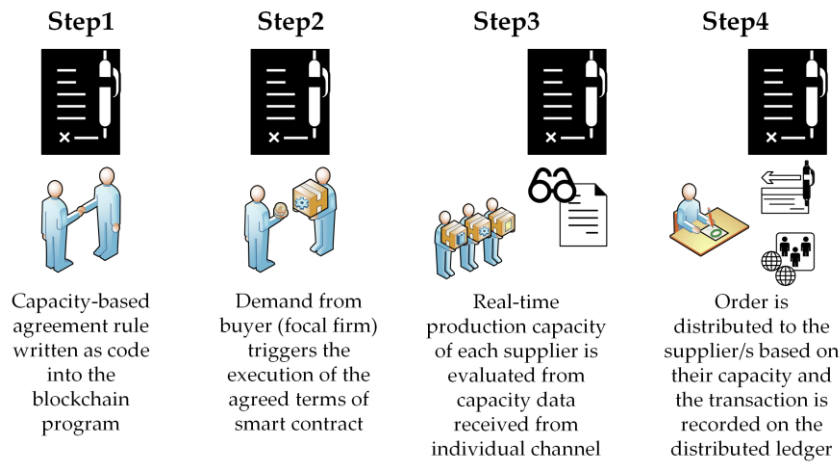 Step1
Capacity-based
agreement rule
written as code
into the
blockchain
program
Step2
Demand from
buyer (focal firm)
triggers the
execution of the
agreed terms of
smart contract
Step3
Real-time
production capacity
of each supplier is
evaluated from
capacity data
received from
individual channel
Step4
Order is
distributed to the
supplier/s based on
their capacity and
the transaction is
recorded on the
distributed ledger